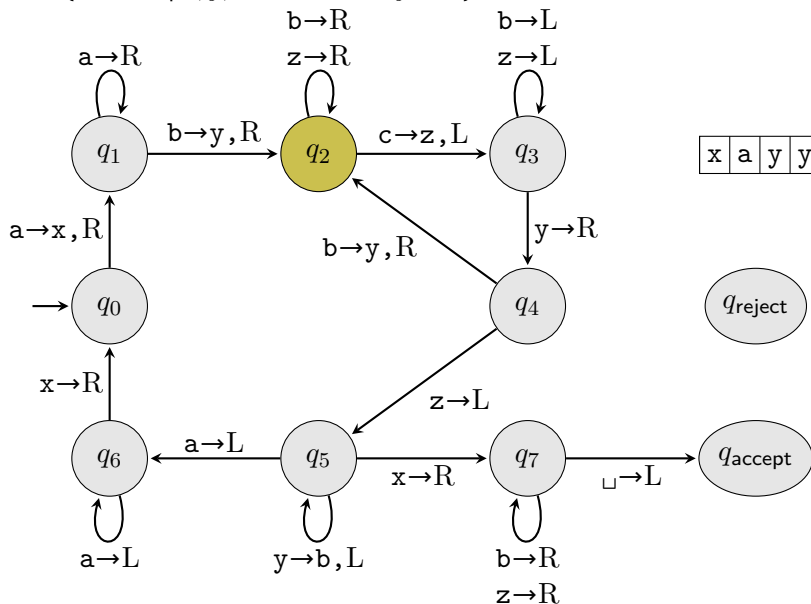 b→R b→L
a→R z→R z→L
q1 b→y,R q2 c→z,L q3 x a y y
a→x,R b→y,R y→R
q0 q4 qreject
x→R z→L
q6 a→L q5 x→R q7 ␣→L qaccept
a→L y→b,L b→R
z→R